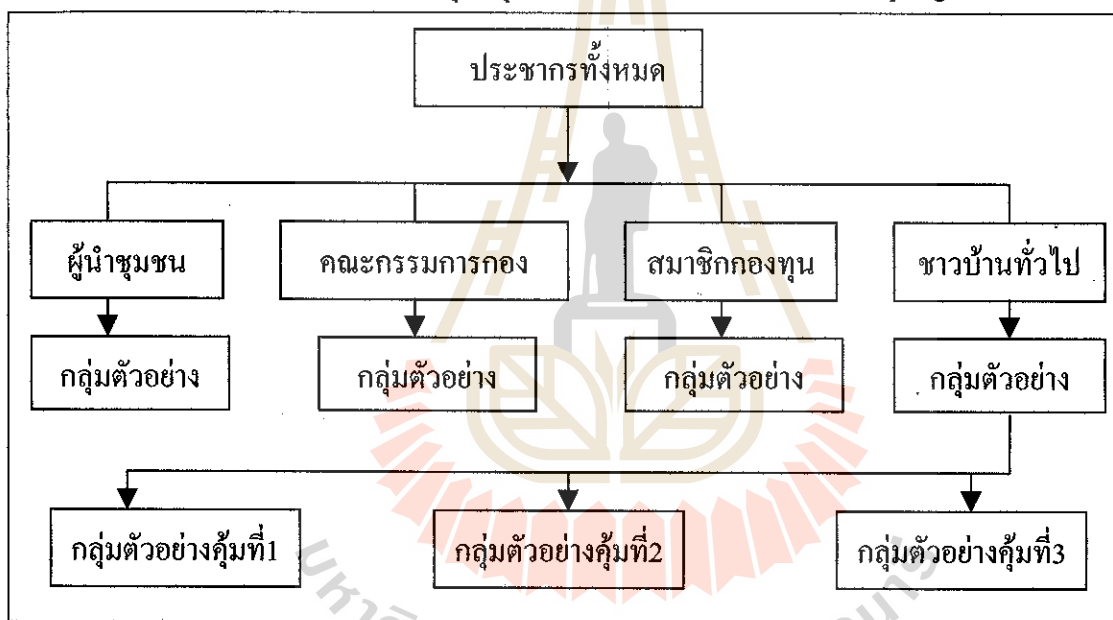 ประชากรทั้งหมด
ผู้นำชุมชน
คณะกรรมการกอง
สมาชิกกองทุน
ชาวบ้านทั่วไป
กลุ่มตัวอย่าง
กลุ่มตัวอย่าง
กลุ่มตัวอย่าง
กลุ่มตัวอย่าง
กลุ่มตัวอย่างคุ้มที่1
กลุ่มตัวอย่างคุ้มที่2
กลุ่มตัวอย่างคุ้มที่3